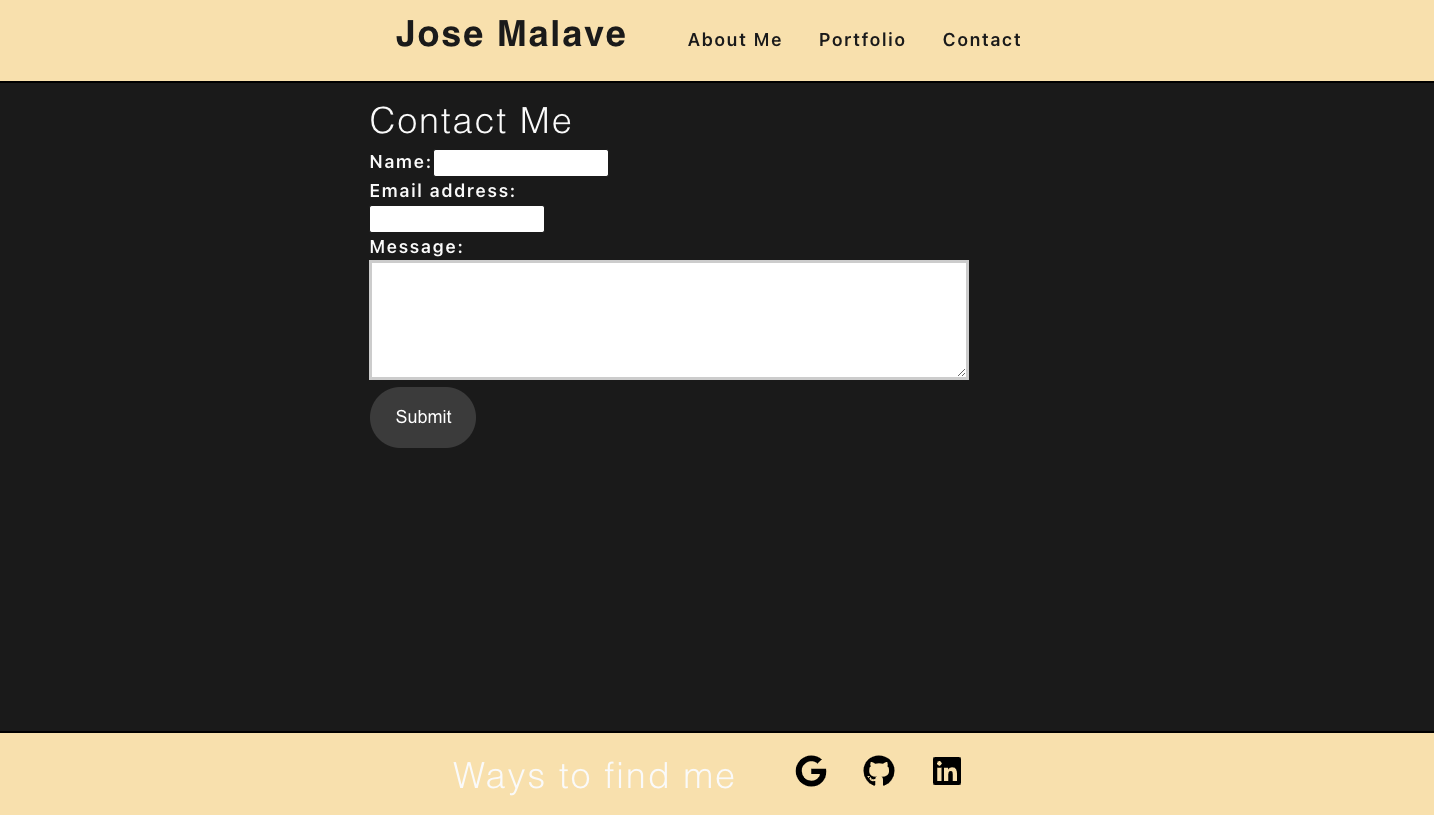 Jose Malave About Me Portfolio Contact
Contact Me
Name:
Email address:
Message:
Submit
Ways to find me